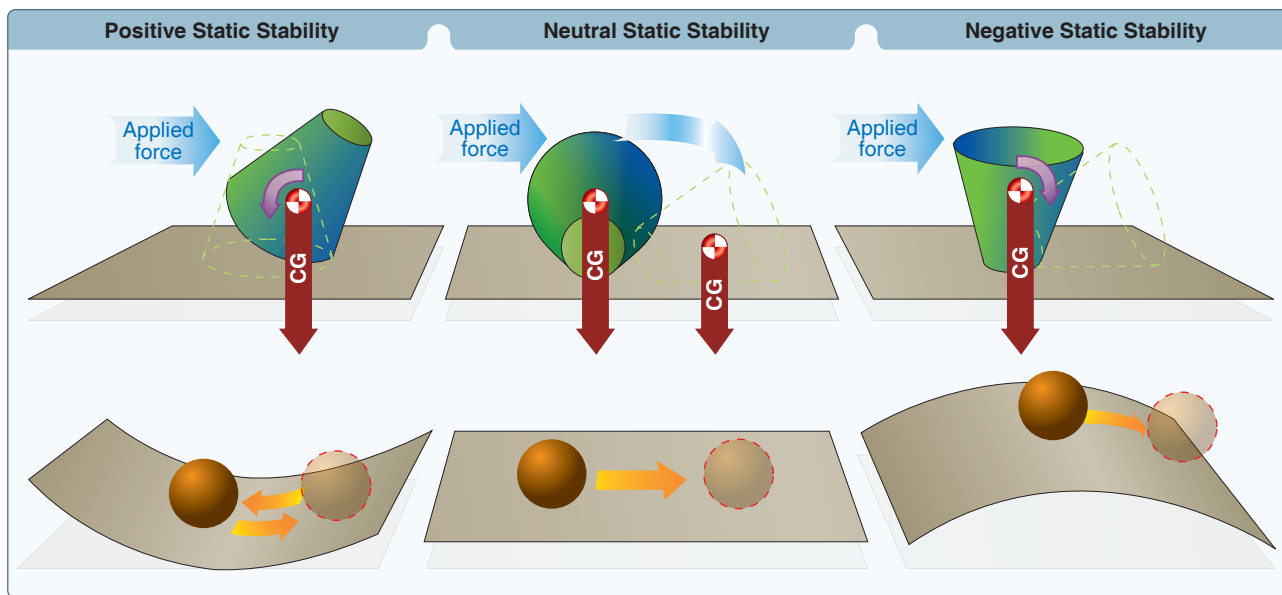 Positive Static Stability
Neutral Static Stability
Negative Static Stability
Applied
force
CG
Applied
force
CG
CG
Applied
force
CG